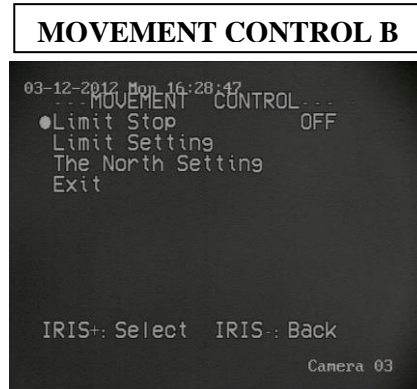 MOVEMENT CONTROL B
03-12-2012 Mon 16:28:47
---MOVEMENT CONTROL---
●Limit Stop OFF
Limit Setting
The North Setting
Exit
IRIS+: Select IRIS-: Back
Camera 03